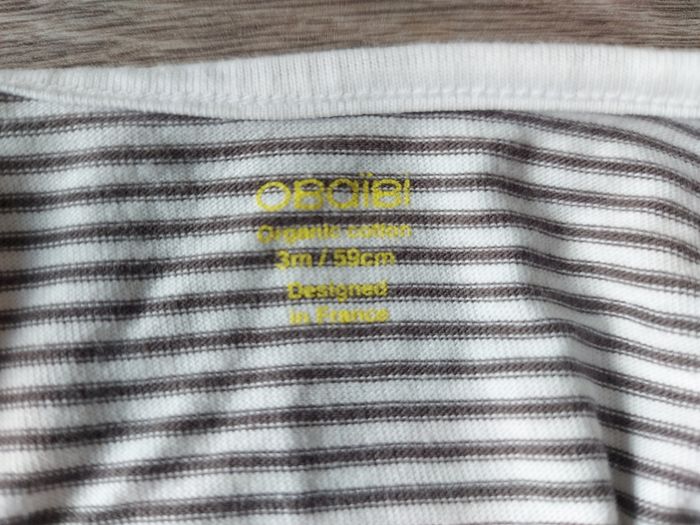 OBaïBI
Organic cotton
3m / 59cm
Designed
in France